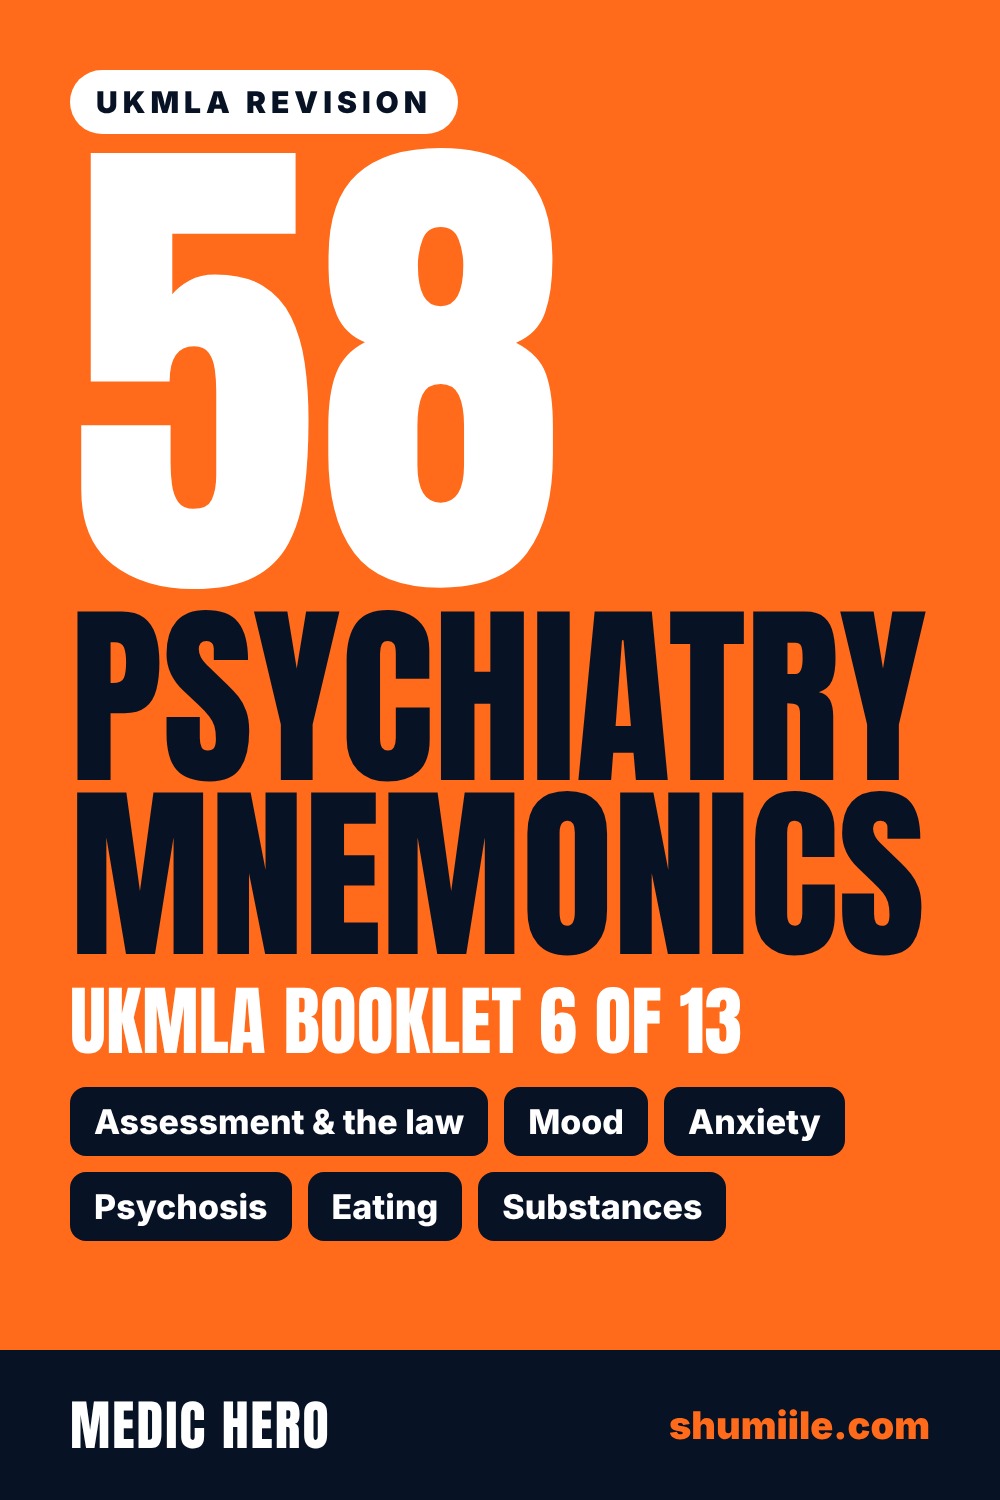 UKMLA REVISION
58
PSYCHIATRY
MNEMONICS
UKMLA BOOKLET 6 OF 13
Assessment & the law Mood Anxiety
Psychosis Eating Substances
MEDIC HERO shumiile.com